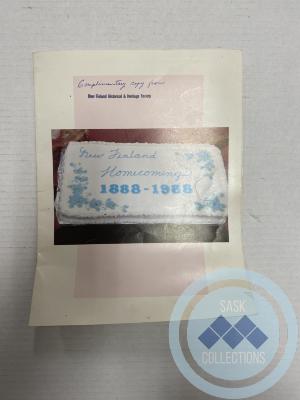 Complimentary copy from
New Finland Historical & Heritage Society
New Finland
Homecoming
1888-1988
SASK
COLLECTIONS